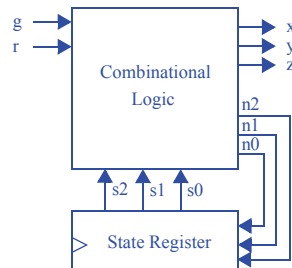 g
r
Combinational
Logic
x
y
z
n2
n1
n0
s2 s1 s0
State Register